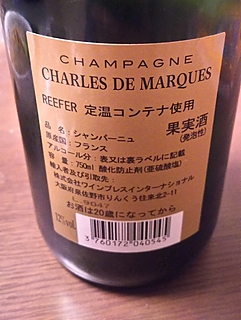 CHAMPAGNE
CHARLES DE MARQUES
REEFER 定温コンテナ使用
品名：シャンパーニュ
果実酒
原産国：フランス
(発泡性)
アルコール分：表又は裏ラベルに記載
容量：750ml 酸化防止剤(亜硫酸塩)
輸入者及び引取先：
株式会社ワインプレスインターナショナル
大阪府泉佐野市りんくう往来北2-11
お酒は20歳になってから
L. 9047
12%vol.
3760172040545